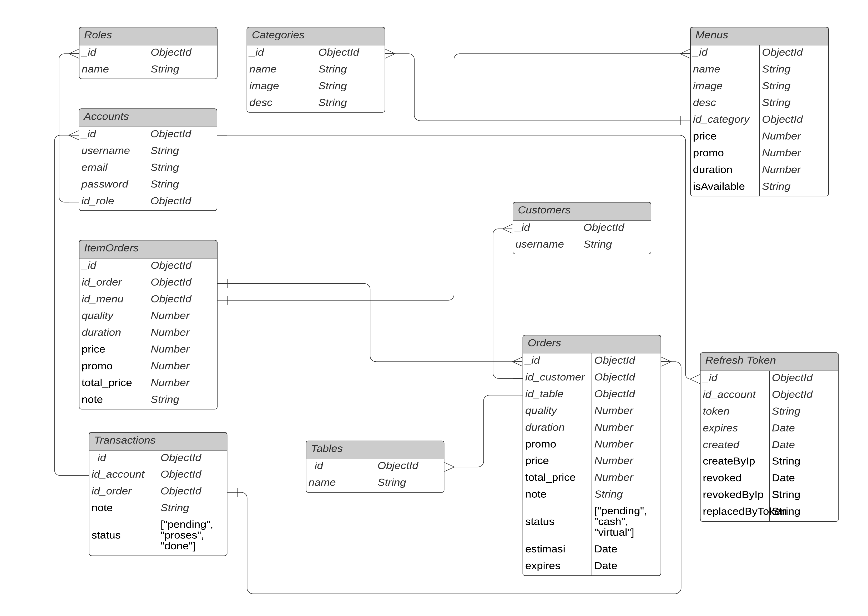 Roles
_id ObjectId
name String
Categories
_id ObjectId
name String
image String
desc String
Menus
_id ObjectId
name String
image String
desc String
id_category ObjectId
price Number
promo Number
duration Number
isAvailable String
Accounts
_id ObjectId
username String
email String
password String
id_role ObjectId
Customers
_id ObjectId
username String
ItemOrders
_id ObjectId
id_order ObjectId
id_menu ObjectId
quality Number
duration Number
price Number
promo Number
total_price Number
note String
Orders
_id ObjectId
id_customer ObjectId
id_table ObjectId
quality Number
duration Number
promo Number
price Number
total_price Number
note String
status ["pending",
"cash",
"virtual"]
estimasi Date
expires Date
Refresh Token
_id ObjectId
id_account ObjectId
token String
expires Date
created Date
createByIp String
revoked Date
revokedByIp String
replacedByToken String
Transactions
_id ObjectId
id_account ObjectId
id_order ObjectId
note String
status ["pending",
"proses",
"done"]
Tables
_id ObjectId
name String